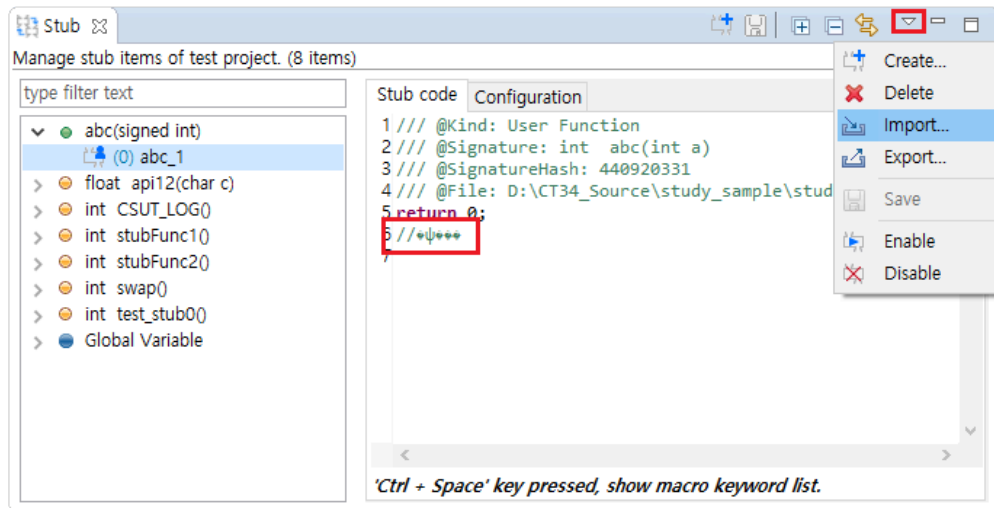 Stub
Manage stub items of test project. (8 items)
type filter text
abc(signed int)
(0) abc_1
float api12(char c)
int CSUT_LOG()
int stubFunc1()
int stubFunc2()
int swap()
int test_stub0()
Global Variable
Stub code
Configuration
1 /// @Kind: User Function
2 /// @Signature: int abc(int a)
3 /// @SignatureHash: 440920331
4 /// @File: D:\CT34_Source\study_sample\stud
5 return 0;
6 //�ψ���
7
'Ctrl + Space' key pressed, show macro keyword list.
Create...
Delete
Import...
Export...
Save
Enable
Disable